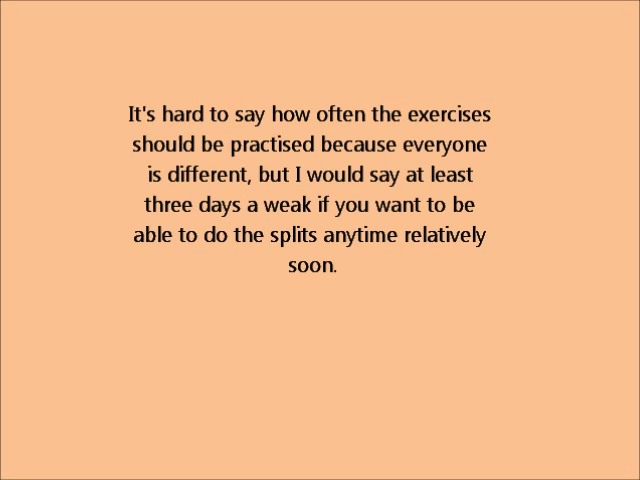 It's hard to say how often the exercises
should be practised because everyone
is different, but I would say at least
three days a weak if you want to be
able to do the splits anytime relatively
soon.